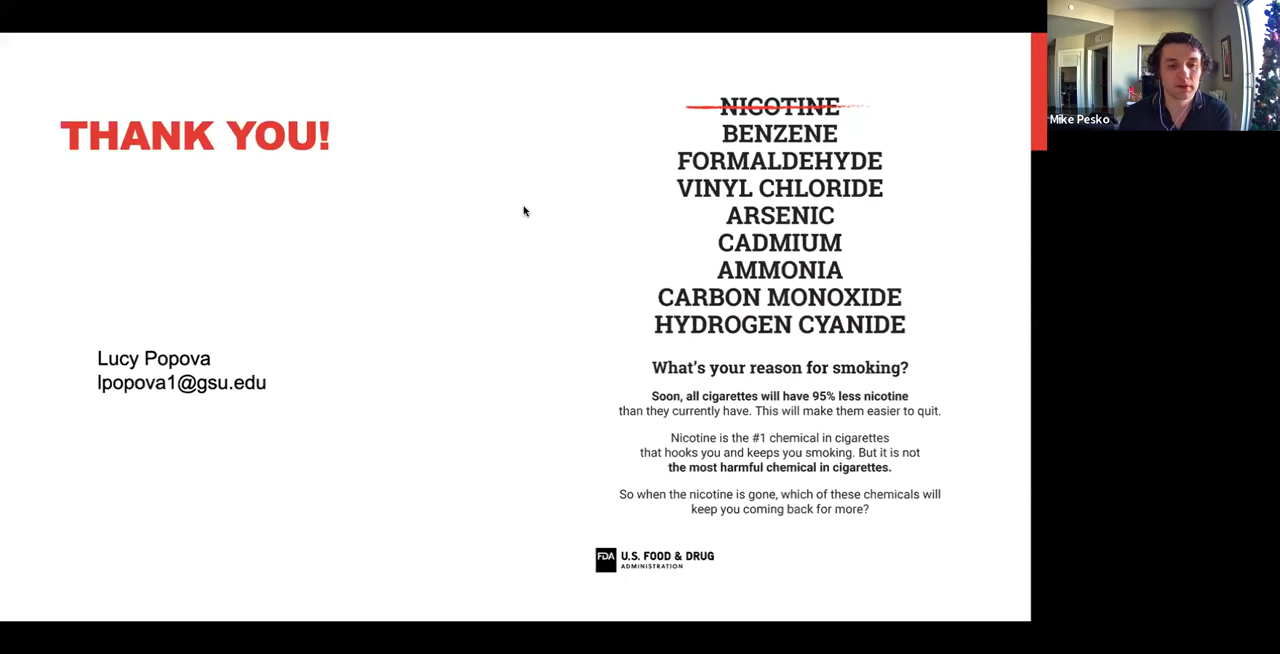 THANK YOU!
Lucy Popova
lpopova1@gsu.edu
NICOTINE
BENZENE
FORMALDEHYDE
VINYL CHLORIDE
ARSENIC
CADMIUM
AMMONIA
CARBON MONOXIDE
HYDROGEN CYANIDE
What's your reason for smoking?
Soon, all cigarettes will have 95% less nicotine
than they currently have. This will make them easier to quit.
Nicotine is the #1 chemical in cigarettes
that hooks you and keeps you smoking. But it is not
the most harmful chemical in cigarettes.
So when the nicotine is gone, which of these chemicals will
keep you coming back for more?
FDA U.S. FOOD & DRUG
ADMINISTRATION
Mike Pesko